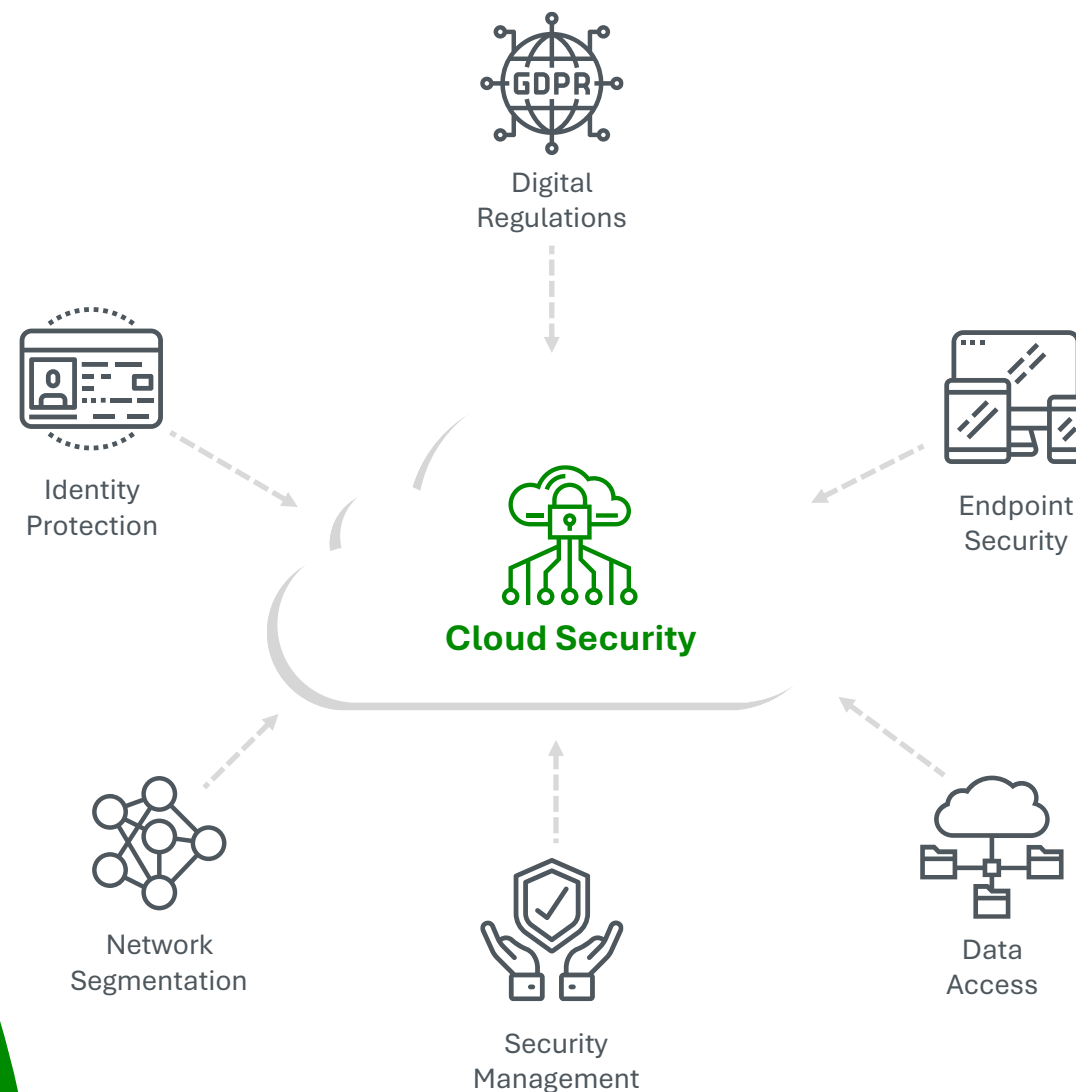 GDPR
Digital
Regulations
Identity
Protection
Endpoint
Security
Cloud Security
Network
Segmentation
Data
Access
Security
Management